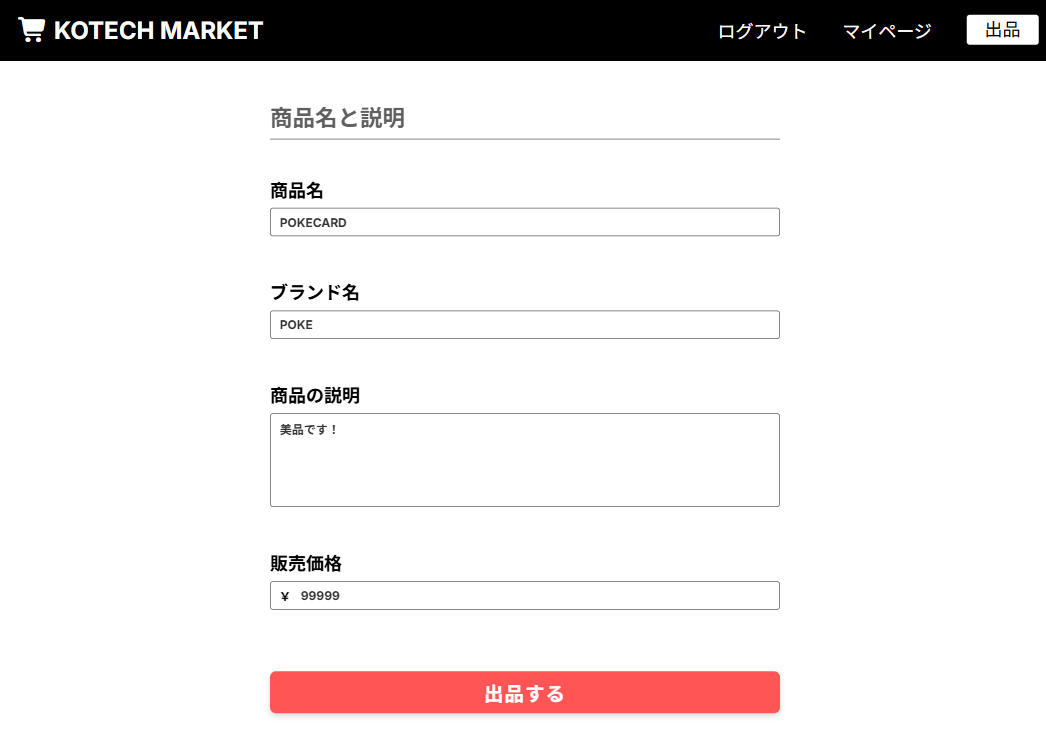 KOTECH MARKET
ログアウト
マイページ
出品
商品名と説明
商品名
POKECARD
ブランド名
POKE
商品の説明
美品です！
販売価格
¥ 99999
出品する